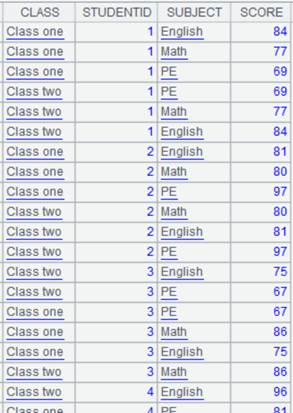 CLASS STUDENTID SUBJECT SCORE
Class one 1 English 84
Class one 1 Math 77
Class one 1 PE 69
Class two 1 PE 69
Class two 1 Math 77
Class two 1 English 84
Class one 2 English 81
Class one 2 Math 80
Class one 2 PE 97
Class two 2 Math 80
Class two 2 English 81
Class two 2 PE 97
Class two 3 English 75
Class two 3 PE 67
Class one 3 PE 67
Class one 3 Math 86
Class one 3 English 75
Class two 3 Math 86
Class two 4 English 96
Class one 4 PE 81